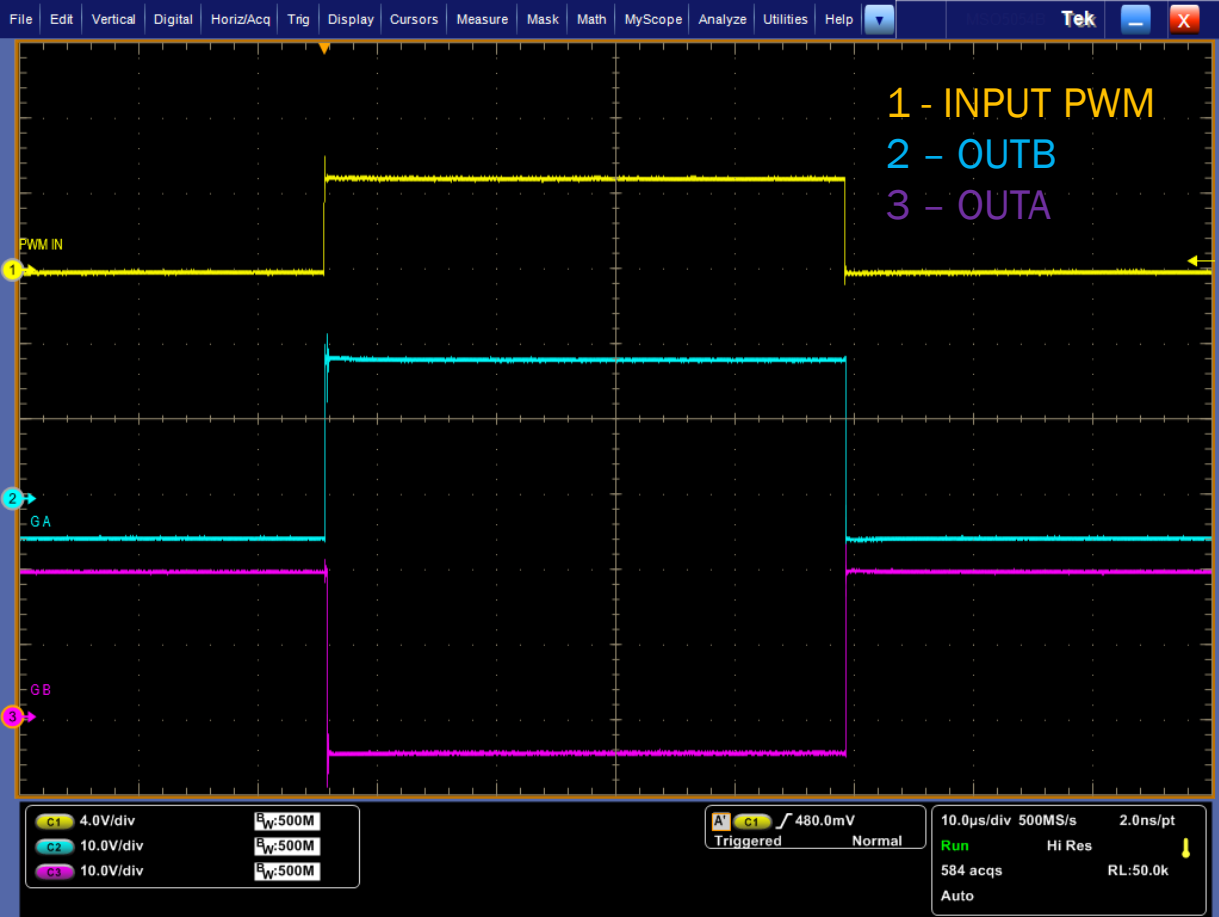 File Edit Vertical Digital Horiz/Acq Trig Display Cursors Measure Mask Math MyScope Analyze Utilities Help Tek X
1 - INPUT PWM
2 – OUTB
3 – OUTA
PWM IN
1
2
G A
G B
3
C1 4.0V/div BW:500M
C2 10.0V/div BW:500M
C3 10.0V/div BW:500M
A' C1 480.0mV
Triggered Normal
10.0µs/div 500MS/s 2.0ns/pt
Run Hi Res
584 acqs RL:50.0k
Auto